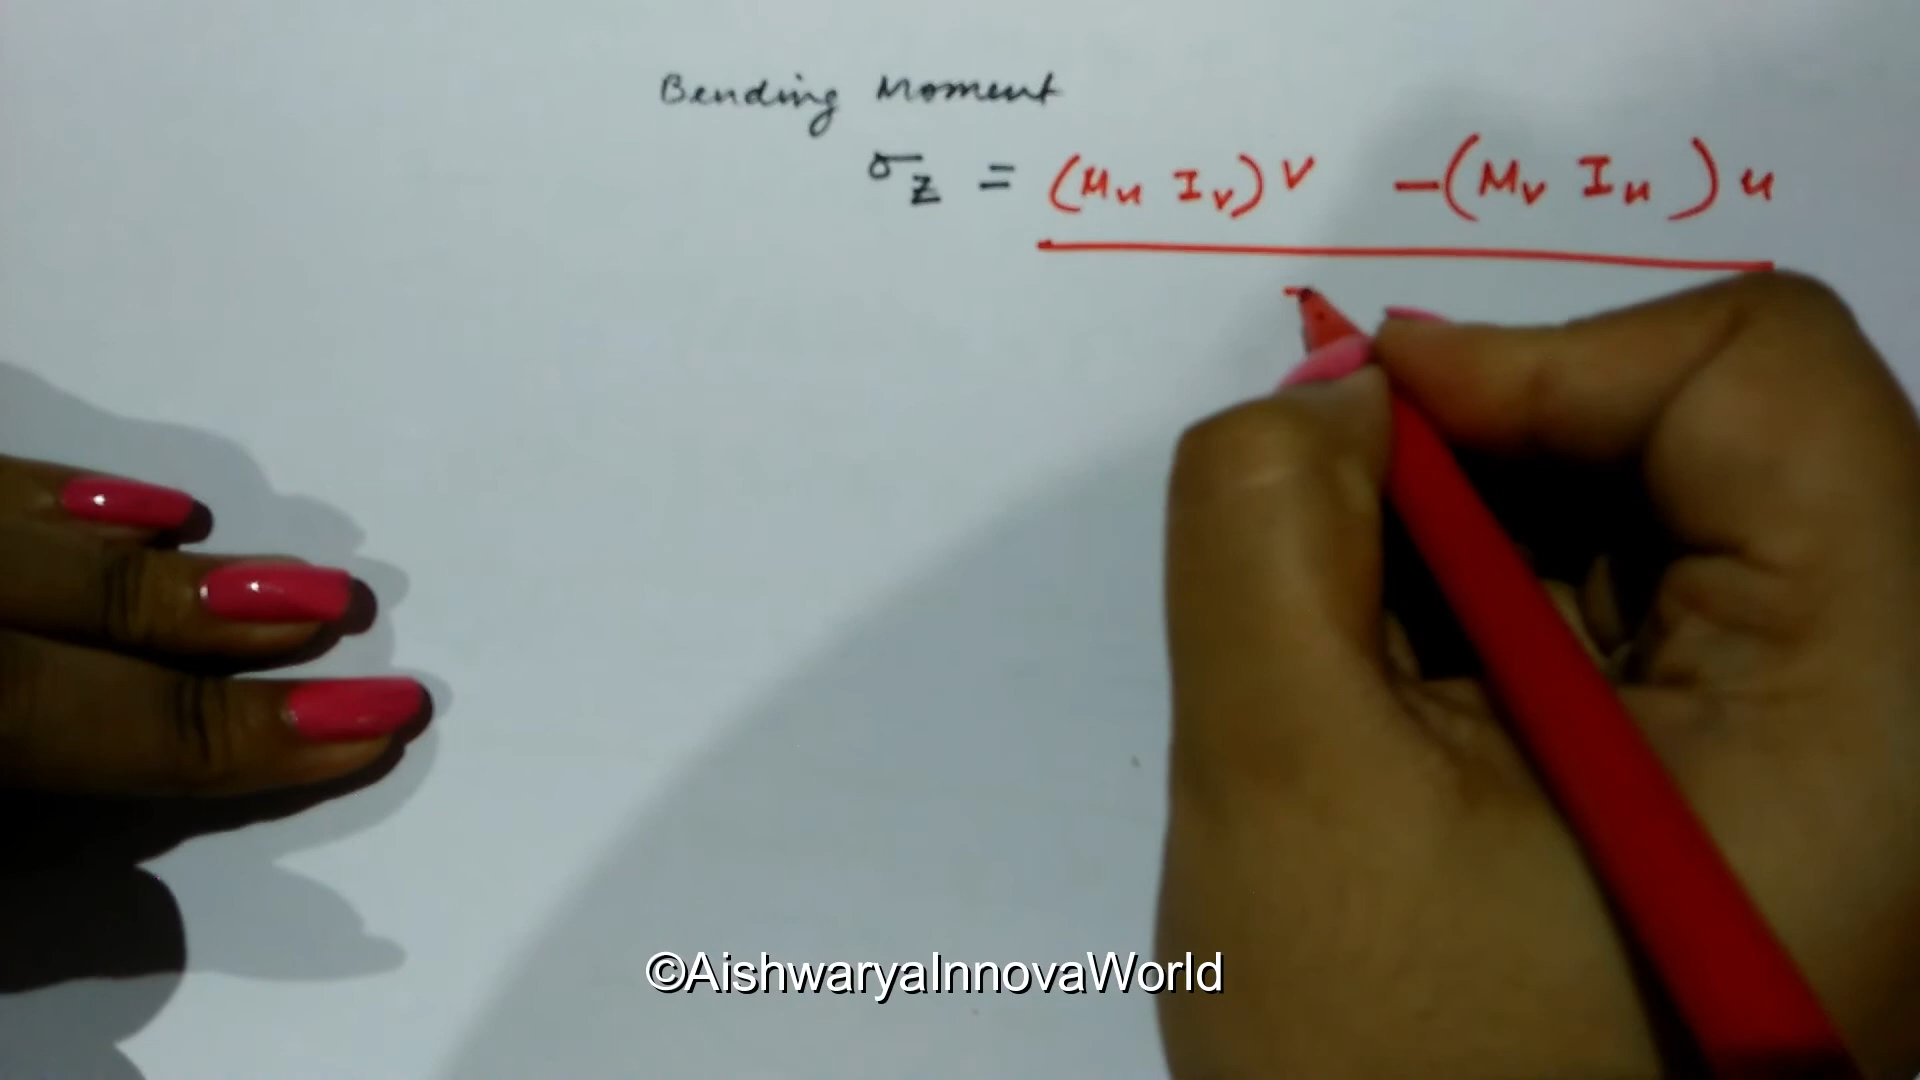 Bending Moment
σz = (Mu Iv) v -(Mv Iu) u
©AishwaryaInnovaWorld